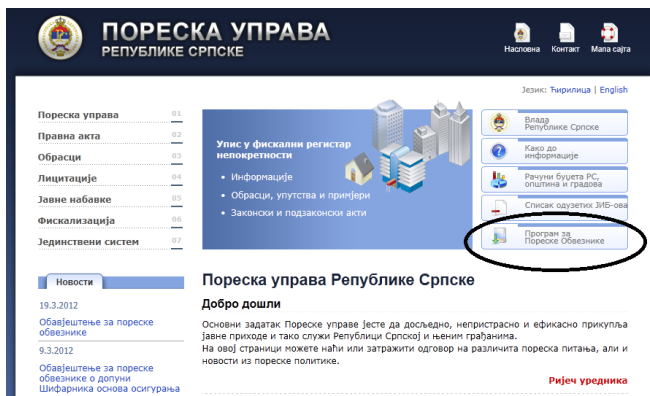 ПОРЕСКА УПРАВА
РЕПУБЛИКЕ СРПСКЕ
Насловна Контакт Мапа сајта
Језик: Ћирилица | English
Пореска управа 01
Правна акта 02
Обрасци 03
Лицитације 04
Јавне набавке 05
Фискализација 06
Јединствени систем 07
Упис у фискални регистар
непокретности
• Информације
• Обрасци, упутства и примјери
• Законски и подзаконски акти
Влада
Републике Српске
Како до
информације
Рачуни буџета РС,
општина и градова
Списак одузетих ЈИБ-ова
Програм за
Пореске Обвезнике
Новости
19.3.2012
Обавјештење за пореске
обвезнике
9.3.2012
Обавјештење за пореске
обвезнике о допуни
Шифарника основа осигурања
Пореска управа Републике Српске
Добро дошли
Основни задатак Пореске управе јесте да досљедно, непристрасно и ефикасно прикупља
јавне приходе и тако служи Републици Српској и њеним грађанима.
На овој страници можете наћи или затражити одговор на различита пореска питања, али и
новости из пореске политике.
Ријеч уредника